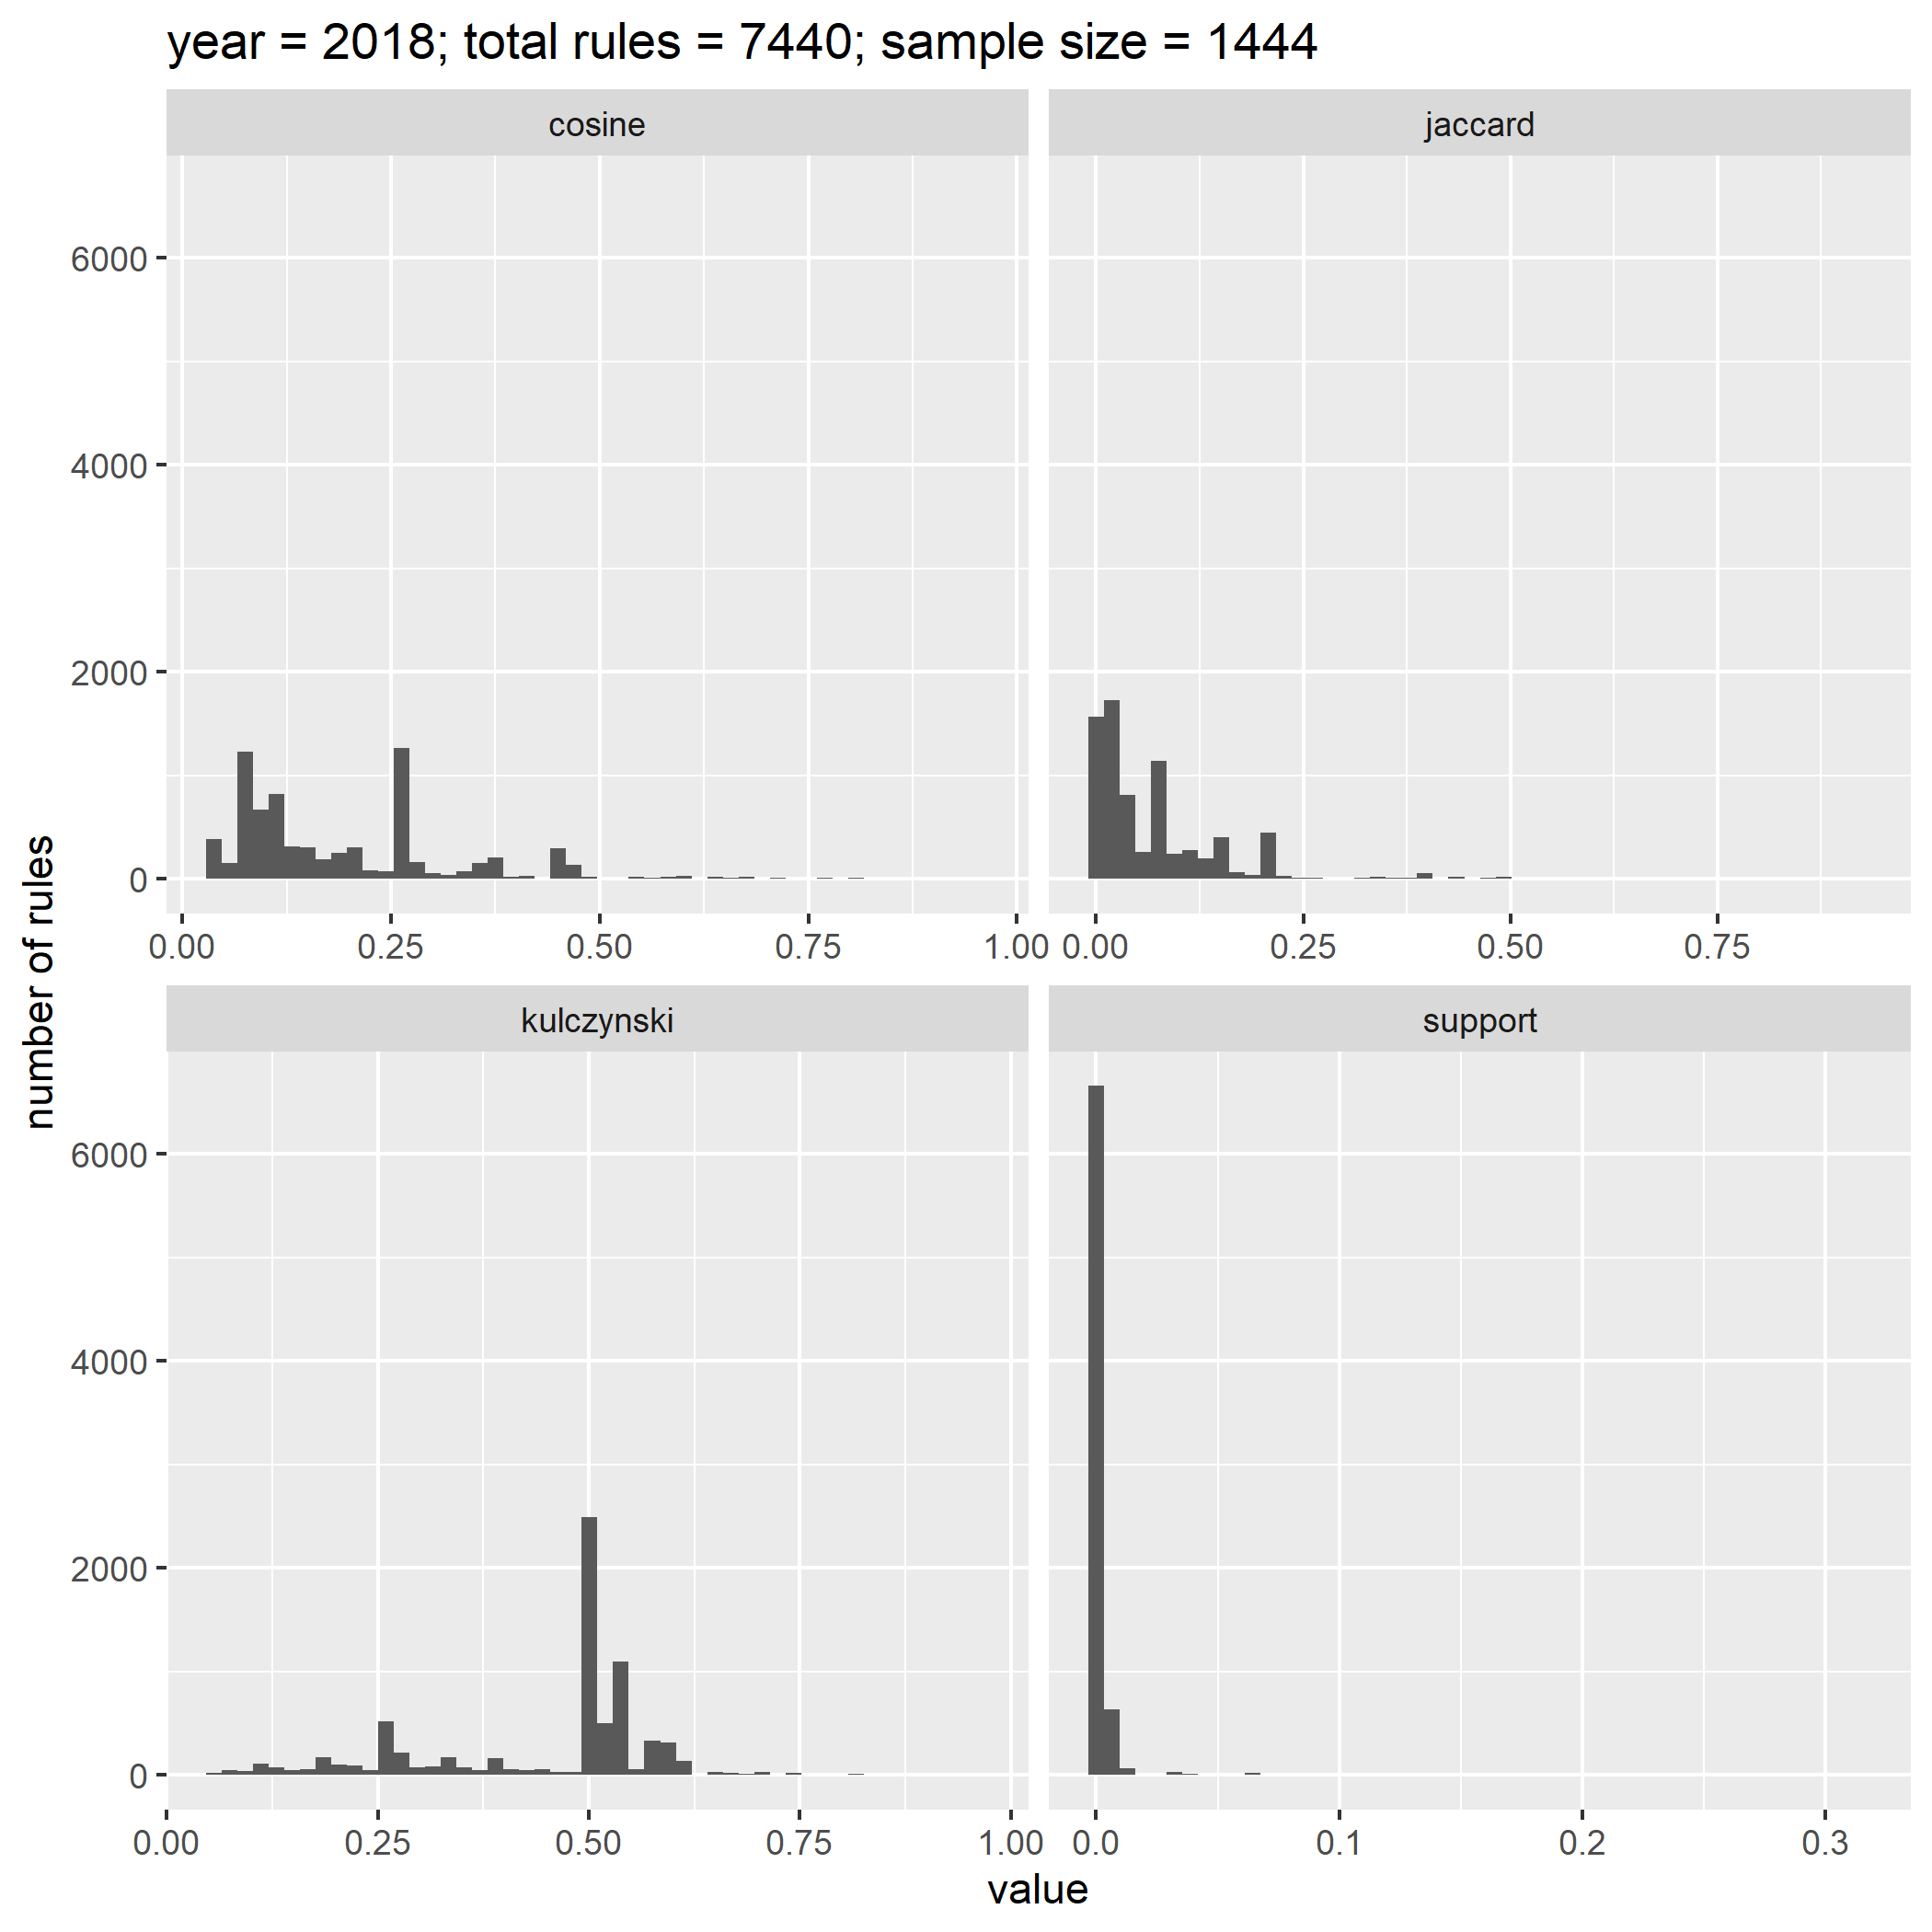 year = 2018; total rules = 7440; sample size = 1444
cosine
jaccard
6000
4000
2000
0
0.00 0.25 0.50 0.75 1.00
0.00 0.25 0.50 0.75
number of rules
kulczynski
support
6000
4000
2000
0
0.00 0.25 0.50 0.75 1.00
0.0 0.1 0.2 0.3
value